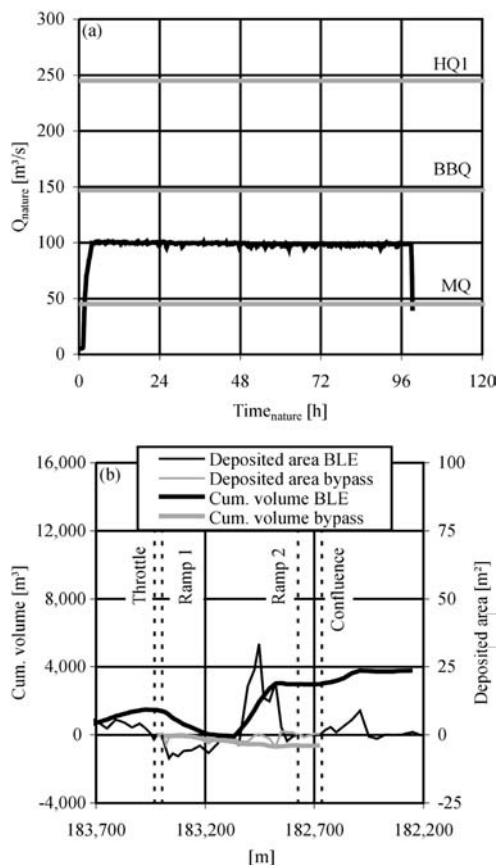 (a)
300
250
200
150
100
50
0
Q_nature [m³/s]
HQ1
BBQ
MQ
0 24 48 72 96 120
Time_nature [h]
(b)
Deposited area BLE
Deposited area bypass
Cum. volume BLE
Cum. volume bypass
16,000
12,000
8,000
4,000
0
-4,000
Cum. volume [m³]
Throttle
Ramp 1
Ramp 2
Confluence
100
75
50
25
0
-25
Deposited area [m²]
183,700 183,200 182,700 182,200
[m]